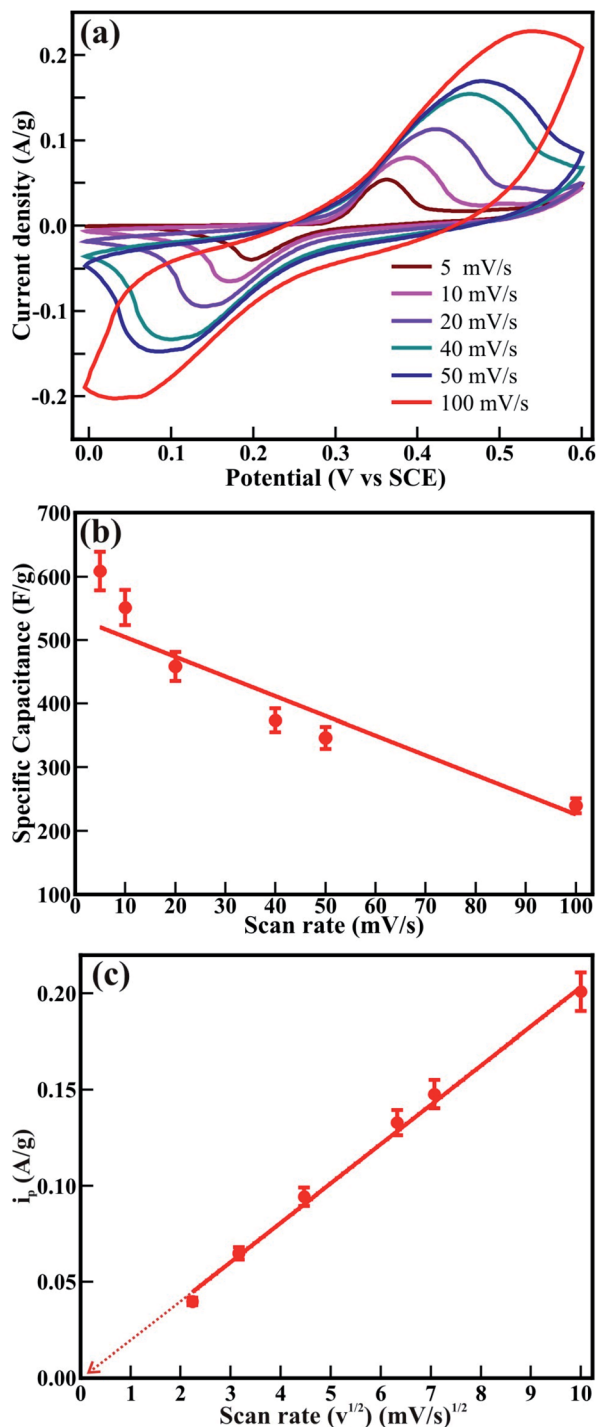 (a)
Current density (A/g)
0.2
0.1
0.0
-0.1
-0.2
5 mV/s
10 mV/s
20 mV/s
40 mV/s
50 mV/s
100 mV/s
0.0 0.1 0.2 0.3 0.4 0.5 0.6
Potential (V vs SCE)
(b)
Specific Capacitance (F/g)
700
600
500
400
300
200
100
0 10 20 30 40 50 60 70 80 90 100
Scan rate (mV/s)
(c)
iₚ (A/g)
0.20
0.15
0.10
0.05
0.00
0 1 2 3 4 5 6 7 8 9 10
Scan rate (v¹ᐟ²) (mV/s)¹ᐟ²